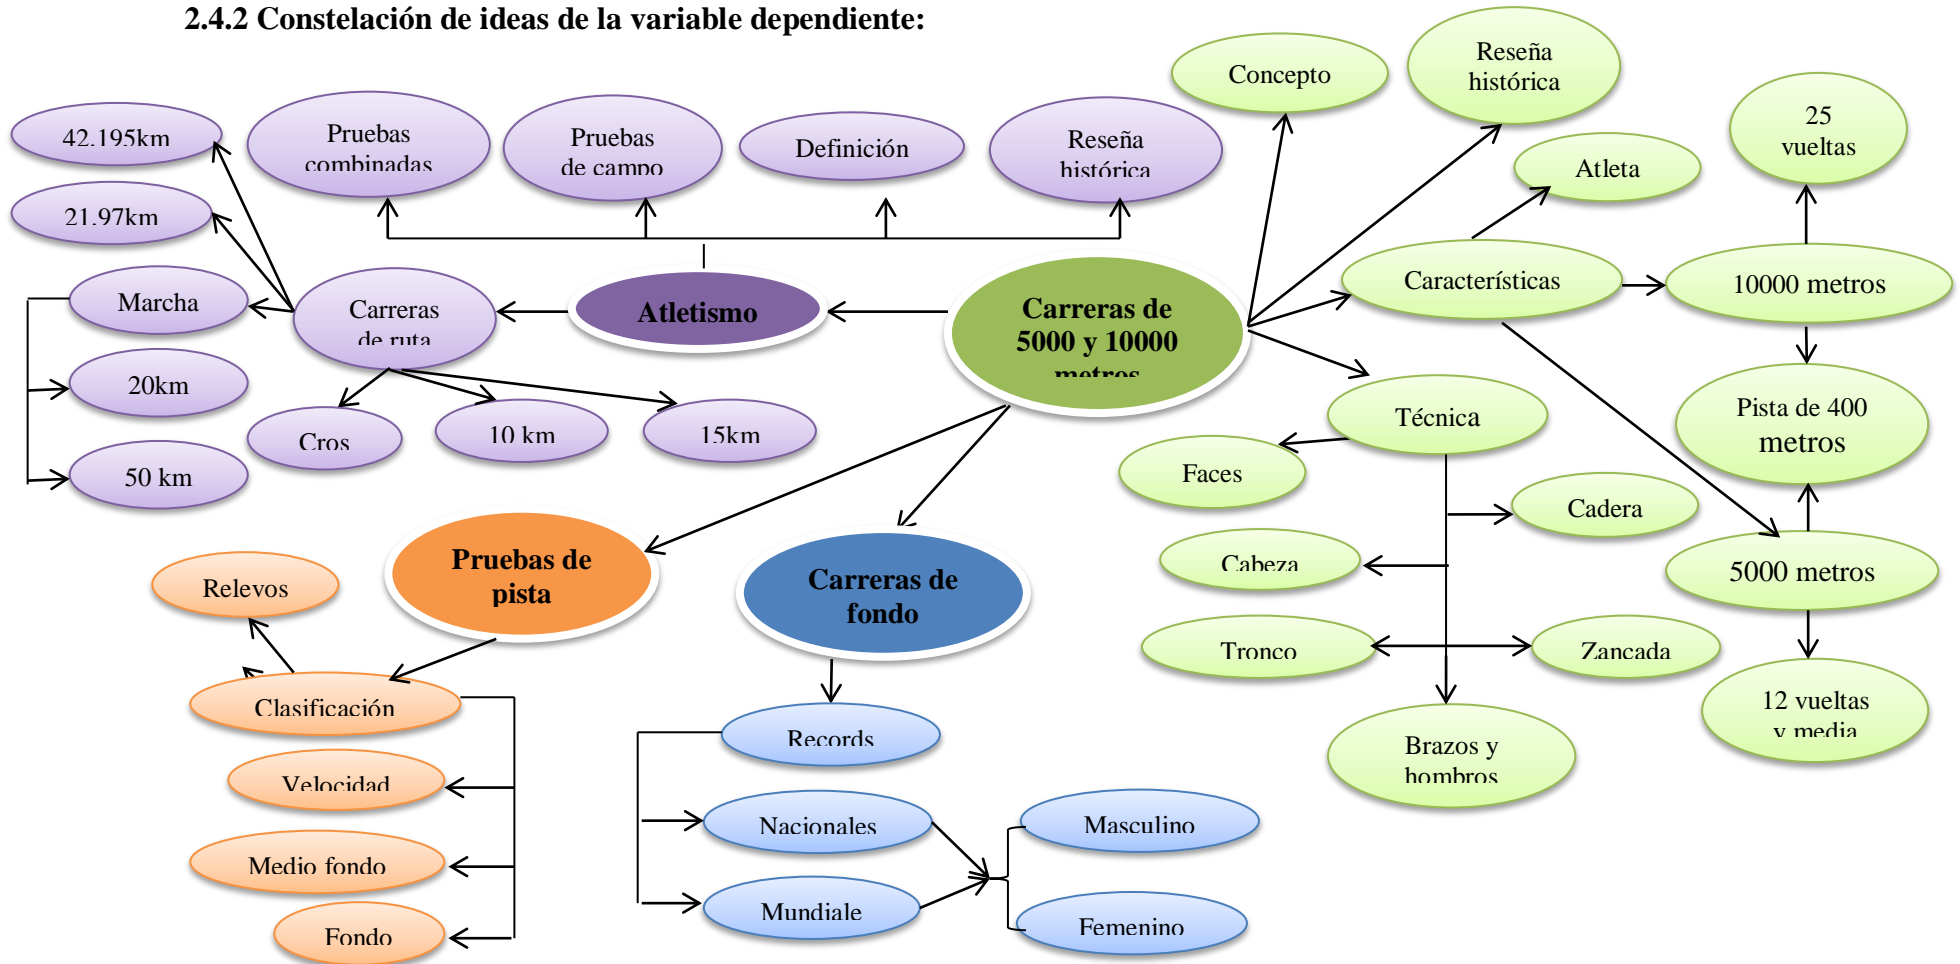 2.4.2 Constelación de ideas de la variable dependiente:
Concepto
Reseña
histórica
42.195km
Pruebas
combinadas
Pruebas
de campo
Definición
Reseña
histórica
25
vueltas
Atleta
21.97km
Marcha
Carreras
de ruta
Atletismo
Carreras de
5000 y 10000
metros
Características
10000 metros
20km
Cros
10 km
15km
50 km
Técnica
Pista de 400
metros
Faces
Cadera
Cabeza
5000 metros
Pruebas de
pista
Carreras de
fondo
Relevos
Tronco
Zancada
Clasificación
12 vueltas
y media
Records
Brazos y
hombros
Velocidad
Nacionales
Masculino
Medio fondo
Mundiale
Femenino
Fondo